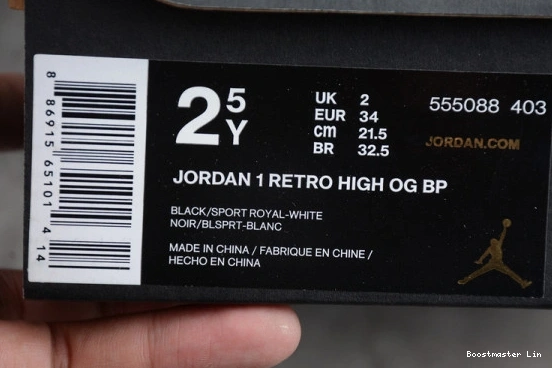 8 86915 65101 4 14
2 5Y
UK 2
EUR 34
cm 21.5
BR 32.5
555088 403
JORDAN.COM
JORDAN 1 RETRO HIGH OG BP
BLACK/SPORT ROYAL-WHITE
NOIR/BLSPRT-BLANC
MADE IN CHINA / FABRIQUE EN CHINE /
HECHO EN CHINA
Boostmaster Lin